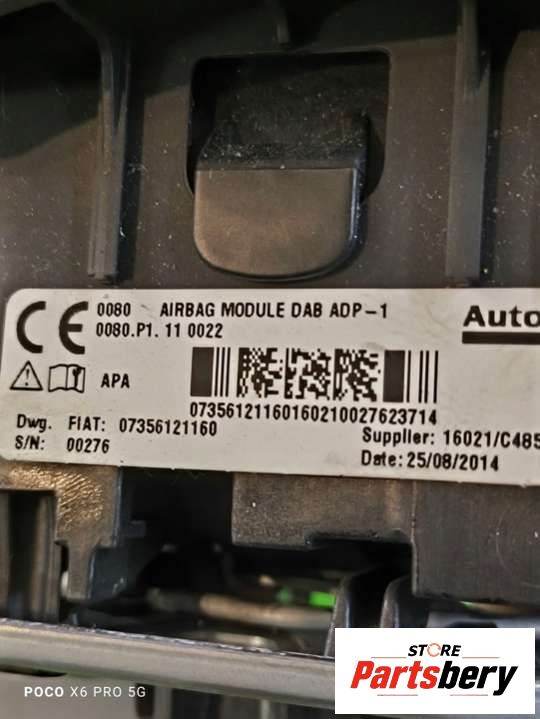 0080 AIRBAG MODULE DAB ADP-1
0080.P1. 11 0022
Auto
CE
APA
07356121160160210027623714
Dwg. FIAT: 07356121160
Supplier: 16021/C485
S/N: 00276
Date: 25/08/2014
STORE
Partsbery
POCO X6 PRO 5G